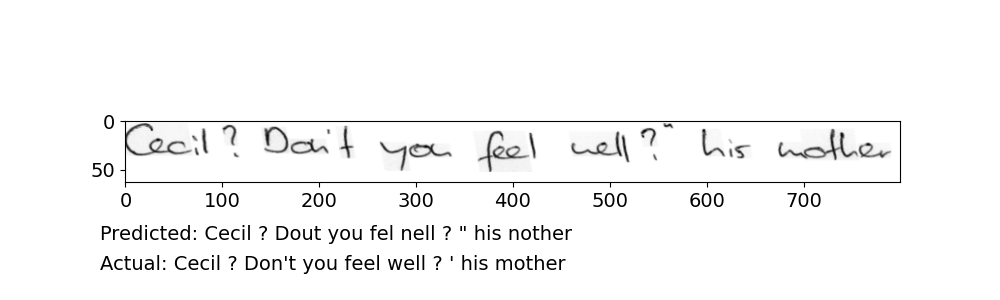 0
Cecil ? Don't you feel well ? " his mother
50
0 100 200 300 400 500 600 700
Predicted: Cecil ? Dout you fel nell ? " his nother
Actual: Cecil ? Don't you feel well ? ' his mother